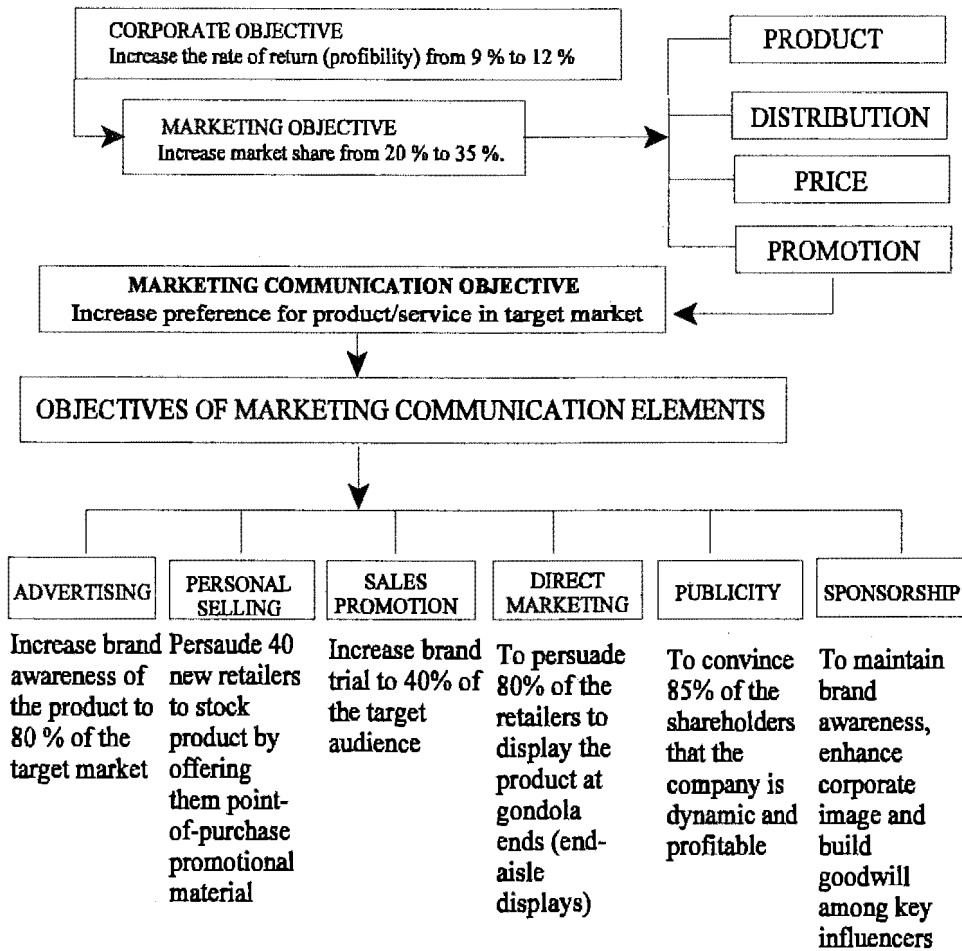 CORPORATE OBJECTIVE
Increase the rate of return (profibility) from 9 % to 12 %
MARKETING OBJECTIVE
Increase market share from 20 % to 35 %.
PRODUCT
DISTRIBUTION
PRICE
PROMOTION
MARKETING COMMUNICATION OBJECTIVE
Increase preference for product/service in target market
OBJECTIVES OF MARKETING COMMUNICATION ELEMENTS
ADVERTISING
Increase brand
awareness of
the product to
80 % of the
target market
PERSONAL
SELLING
Persaude 40
new retailers
to stock
product by
offering
them point-
of-purchase
promotional
material
SALES
PROMOTION
Increase brand
trial to 40% of
the target
audience
DIRECT
MARKETING
To persuade
80% of the
retailers to
display the
product at
gondola
ends (end-
aisle
displays)
PUBLICITY
To convince
85% of the
shareholders
that the
company is
dynamic and
profitable
SPONSORSHIP
To maintain
brand
awareness,
enhance
corporate
image and
build
goodwill
among key
influencers